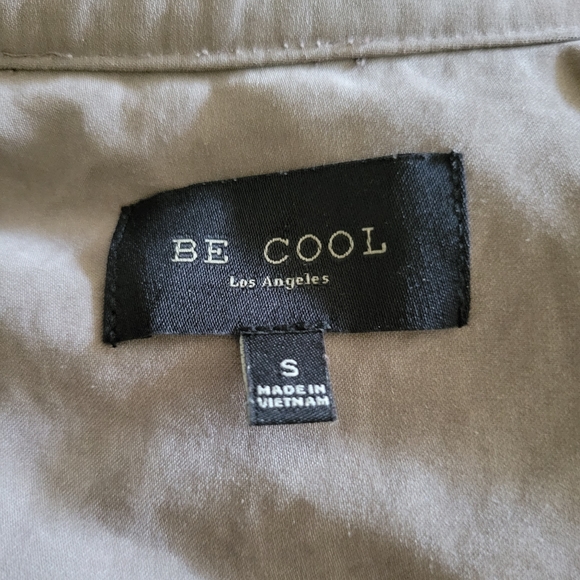 BE COOL
Los Angeles
S
MADE IN
VIETNAM